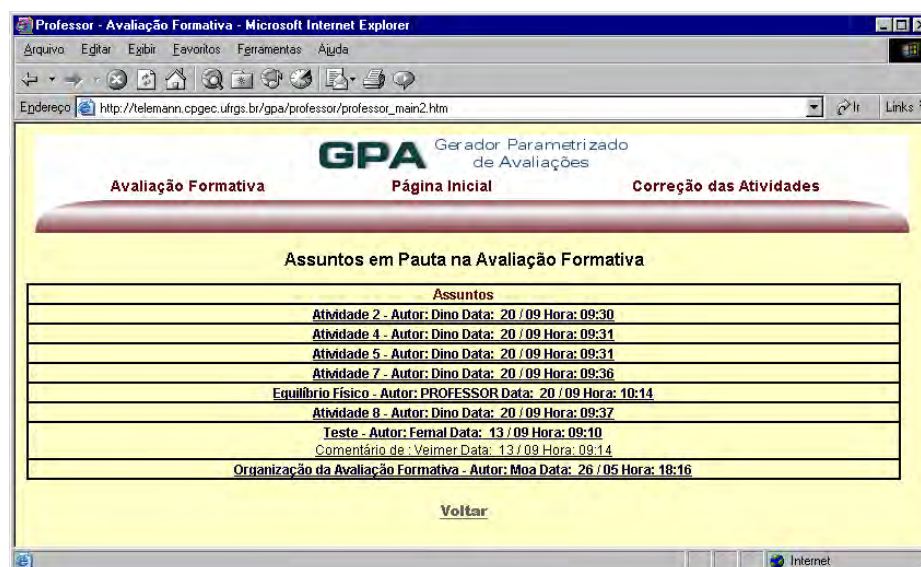 Professor - Avaliação Formativa - Microsoft Internet Explorer
Arquivo Editar Exibir Favoritos Ferramentas Ajuda
Endereço http://telemann.cpgec.ufrgs.br/gpa/professor/professor_main2.htm Ir Links
GPA Gerador Parametrizado
de Avaliações
Avaliação Formativa Página Inicial Correção das Atividades
Assuntos em Pauta na Avaliação Formativa
Assuntos
Atividade 2 - Autor: Dino Data: 20 / 09 Hora: 09:30
Atividade 4 - Autor: Dino Data: 20 / 09 Hora: 09:31
Atividade 5 - Autor: Dino Data: 20 / 09 Hora: 09:31
Atividade 7 - Autor: Dino Data: 20 / 09 Hora: 09:36
Equilíbrio Físico - Autor: PROFESSOR Data: 20 / 09 Hora: 10:14
Atividade 8 - Autor: Dino Data: 20 / 09 Hora: 09:37
Teste - Autor: Fernal Data: 13 / 09 Hora: 09:10
Comentário de : Veimer Data: 13 / 09 Hora: 09:14
Organização da Avaliação Formativa - Autor: Moa Data: 26 / 05 Hora: 18:16
Voltar
Internet